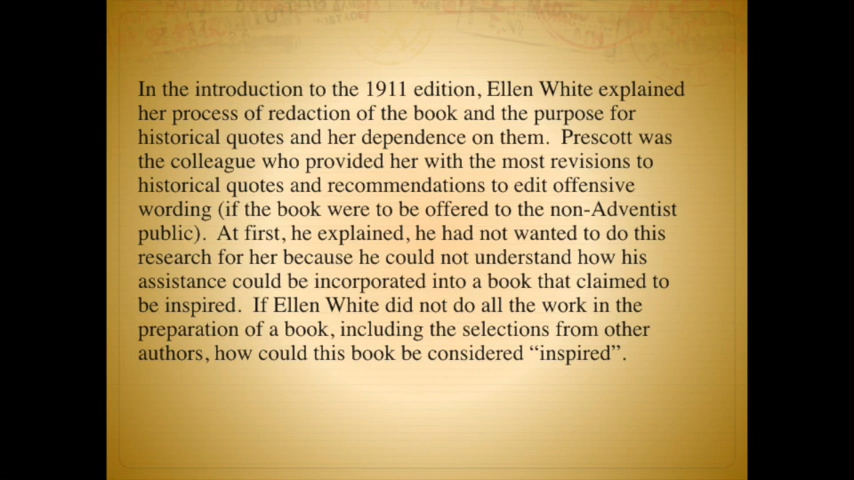 In the introduction to the 1911 edition, Ellen White explained
her process of redaction of the book and the purpose for
historical quotes and her dependence on them.  Prescott was
the colleague who provided her with the most revisions to
historical quotes and recommendations to edit offensive
wording (if the book were to be offered to the non-Adventist
public).  At first, he explained, he had not wanted to do this
research for her because he could not understand how his
assistance could be incorporated into a book that claimed to
be inspired.  If Ellen White did not do all the work in the
preparation of a book, including the selections from other
authors, how could this book be considered “inspired”.